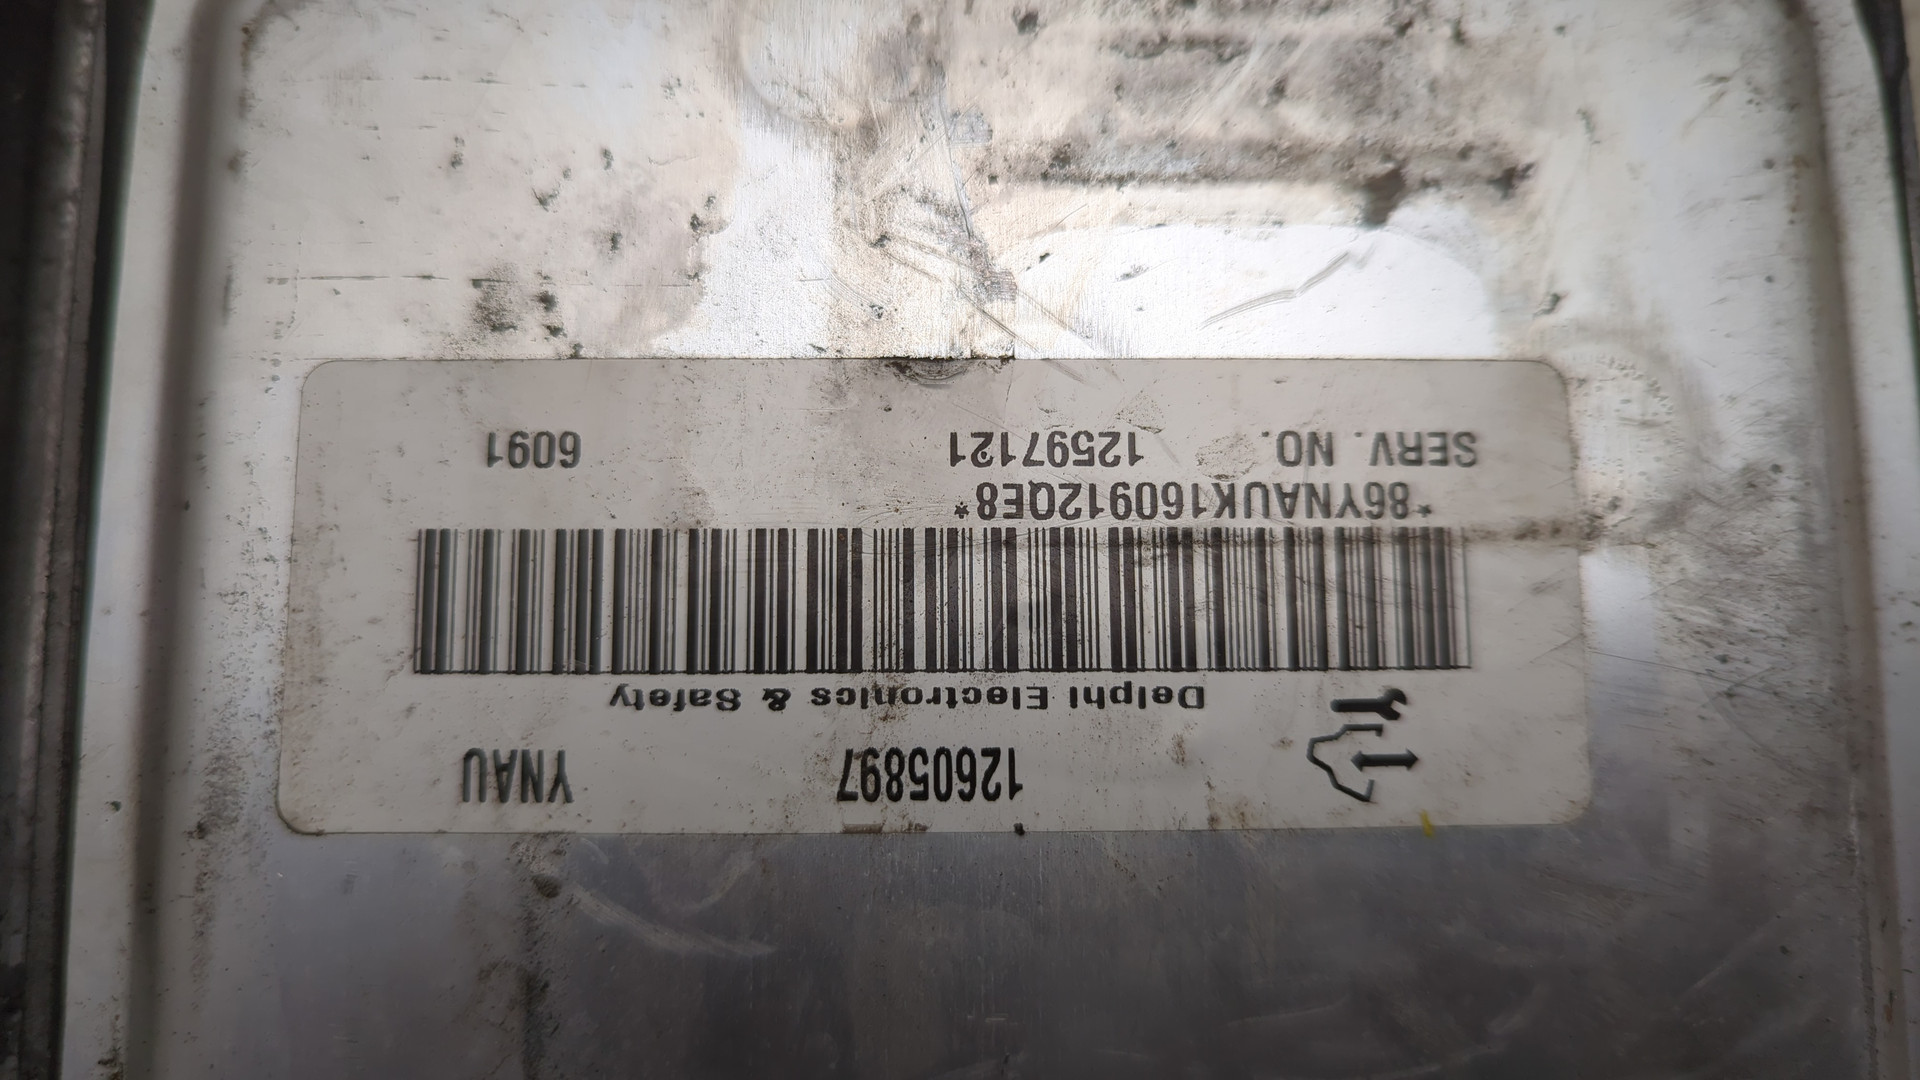 12605897 YNAU
Delphi Electronics & Safety
*86YNAUK160912QE8*
SERV. NO. 12597121 6091